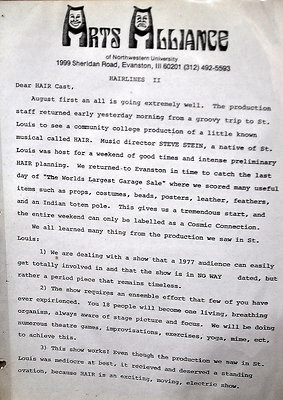 ARTS ALLIANCE
of Northwestern University
1999 Sheridan Road, Evanston, Ill 60201 (312) 492-5593
HAIRLINES II
Dear HAIR Cast,
August first an all is going extremely well. The production
staff returned early yesterday morning from a groovy trip to St.
Louis to see a community college production of a little known
musical called HAIR. Music director STEVE STEIN, a native of St.
Louis was host for a weekend of good times and intense preliminary
HAIR planning. We returned to Evanston in time to catch the last
day of "The Worlds Largest Garage Sale" where we scored many useful
items such as props, costumes, beads, posters, leather, feathers,
and an Indian totem pole. This gives us a tremendous start, and
the entire weekend can only be labelled as a Cosmic Connection.
We all learned many thing from the production we saw in St.
Louis:
1) We are dealing with a show that a 1977 audience can easily
get totally involved in and that the show is in NO WAY dated, but
rather a period piece that remains timeless.
2) The show requires an ensemble effort that few of you have
ever expirienced. You 18 people will become one living, breathing
organism, always aware of stage picture and focus. We will be doing
numerous theatre games, improvisations, exercises, yoga, mime, ect,
to achieve this.
3) This show works! Even though the production we saw in St.
Louis was mediocre at best, it recieved and deserved a standing
ovation, because HAIR is an exciting, moving, electric show.